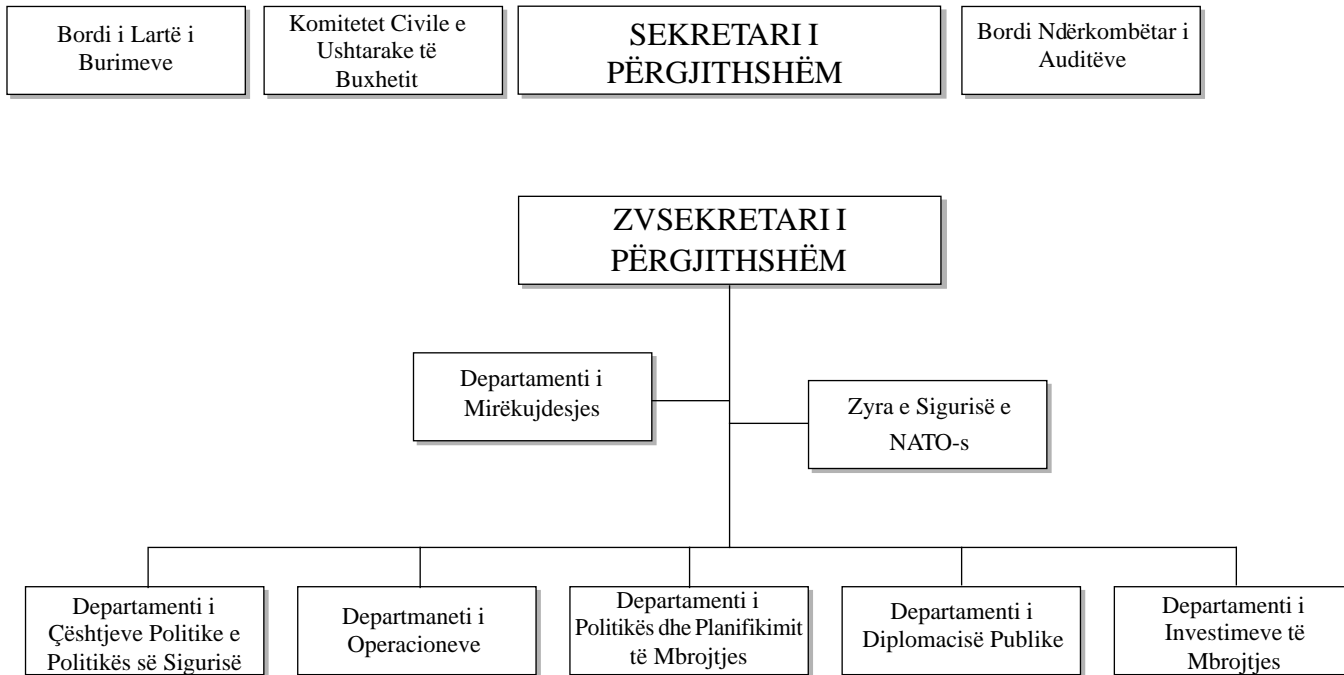 Bordi i Lartë i
Burimeve
Komitetet Civile e
Ushtarake të
Buxhetit
SEKRETARI I
PËRGJITHSHËM
Bordi Ndërkombëtar i
Auditëve
ZVSEKRETARI I
PËRGJITHSHËM
Departamenti i
Mirëkujdesjes
Zyra e Sigurisë e
NATO-s
Departamenti i
Çështjeve Politike e
Politikës së Sigurisë
Departmaneti i
Operacioneve
Departamenti i
Politikës dhe Planifikimit
të Mbrojtjes
Departamenti i
Diplomacisë Publike
Departamenti i
Investimeve të
Mbrojtjes